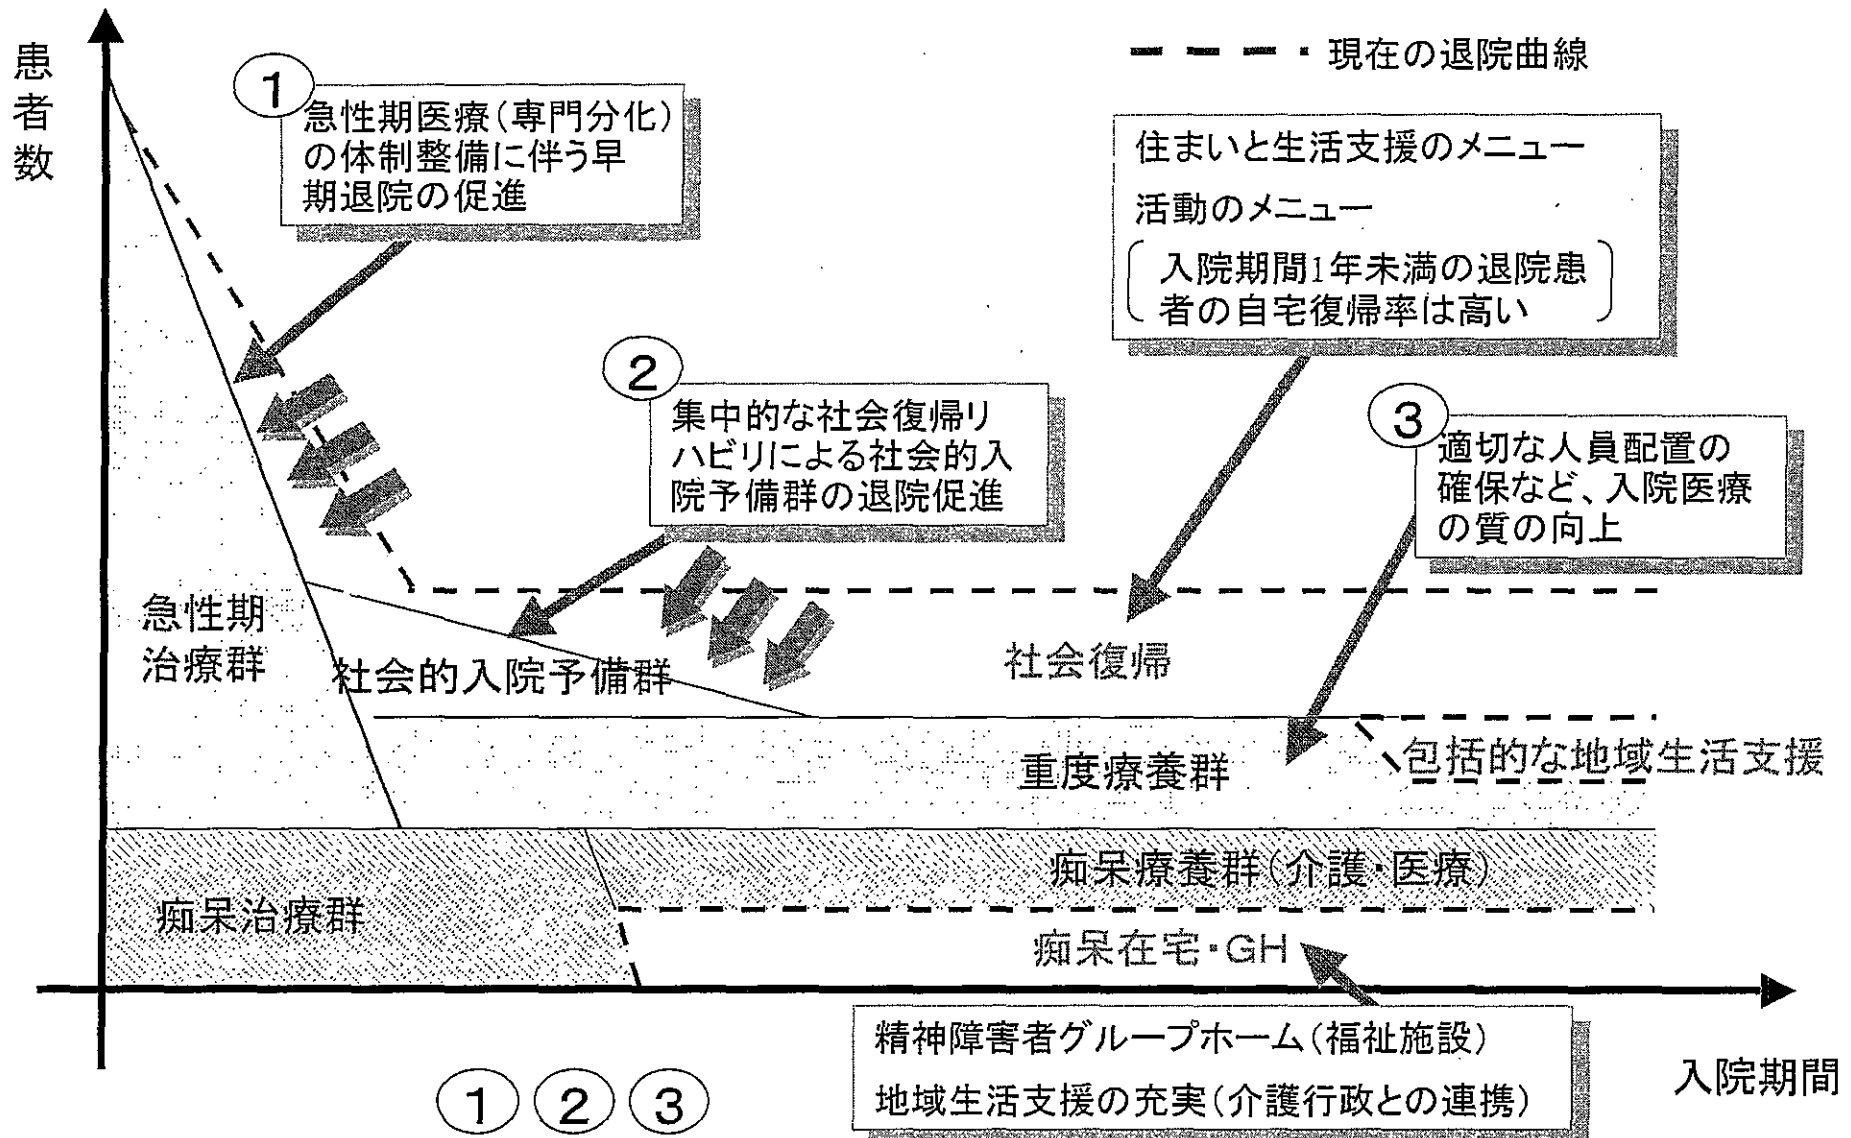 患者数
現在の退院曲線
①
急性期医療(専門分化)
の体制整備に伴う早
期退院の促進
住まいと生活支援のメニュー
活動のメニュー
入院期間1年未満の退院患
者の自宅復帰率は高い
②
集中的な社会復帰リ
ハビリによる社会的入
院予備群の退院促進
③
適切な人員配置の
確保など、入院医療
の質の向上
急性期
治療群
社会的入院予備群
社会復帰
重度療養群
包括的な地域生活支援
痴呆療養群(介護・医療)
痴呆治療群
痴呆在宅・GH
精神障害者グループホーム(福祉施設)
地域生活支援の充実(介護行政との連携)
入院期間
① ② ③